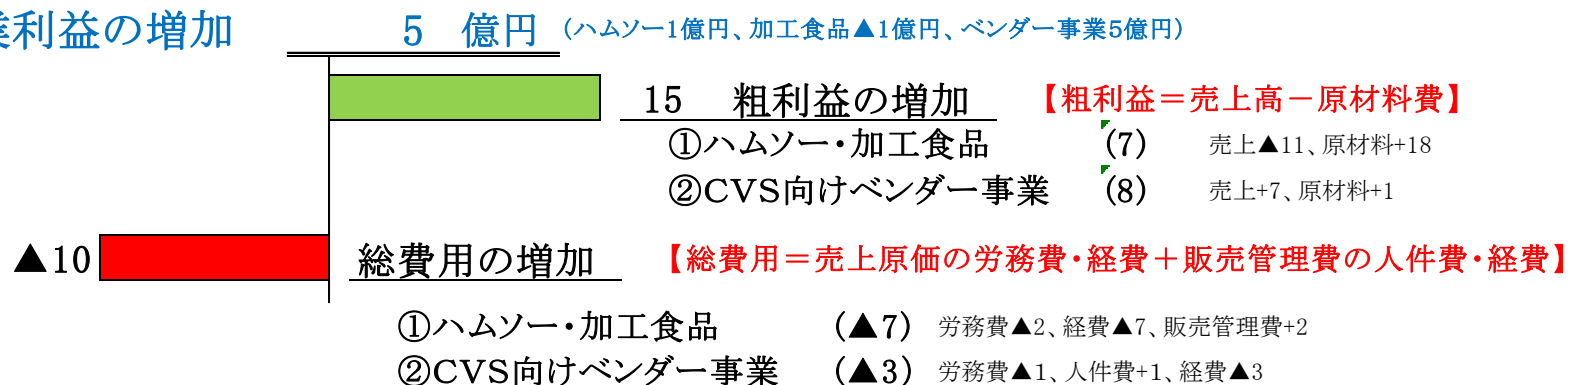 業利益の増加 5 億円 (ハムソー1億円、加工食品▲1億円、ベンダー事業5億円)
15 粗利益の増加 【粗利益＝売上高－原材料費】
①ハムソー・加工食品 (7) 売上▲11、原材料+18
②CVS向けベンダー事業 (8) 売上+7、原材料+1
▲10 総費用の増加 【総費用＝売上原価の労務費・経費＋販売管理費の人件費・経費】
①ハムソー・加工食品 (▲7) 労務費▲2、経費▲7、販売管理費+2
②CVS向けベンダー事業 (▲3) 労務費▲1、人件費+1、経費▲3